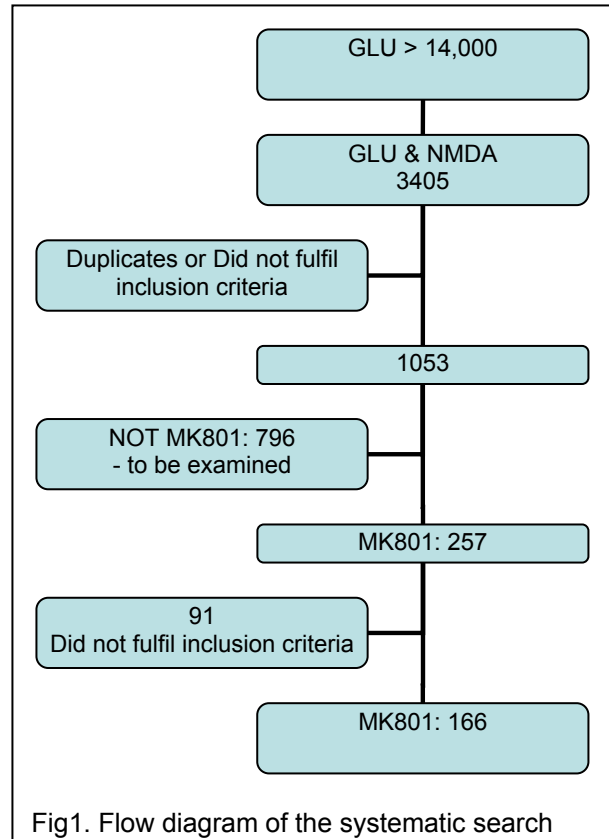 GLU > 14,000
GLU & NMDA
3405
Duplicates or Did not fulfil
inclusion criteria
1053
NOT MK801: 796
- to be examined
MK801: 257
91
Did not fulfil inclusion criteria
MK801: 166
Fig1. Flow diagram of the systematic search